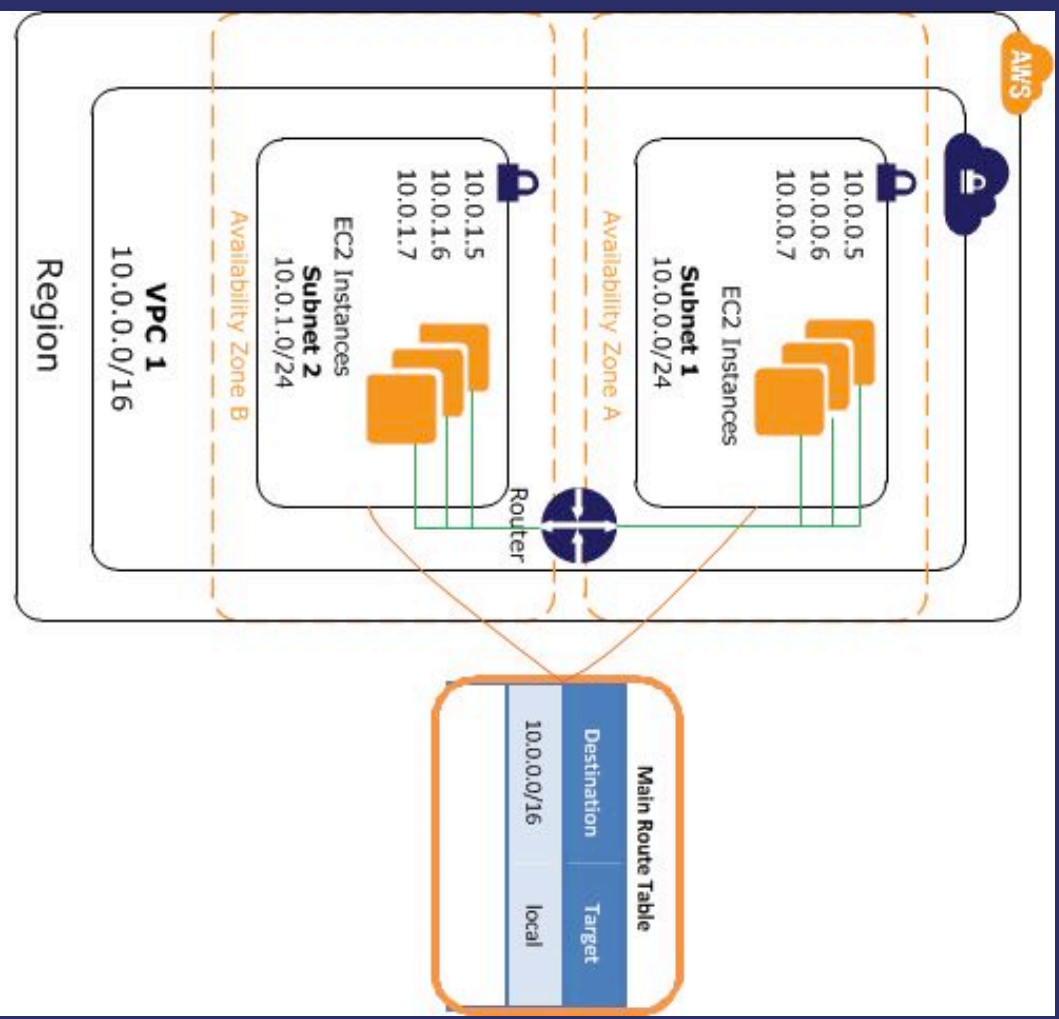 AWS
10.0.0.5
10.0.0.6
10.0.0.7
EC2 Instances
Subnet 1
10.0.0.0/24
Availability Zone A
10.0.1.5
10.0.1.6
10.0.1.7
EC2 Instances
Subnet 2
10.0.1.0/24
Availability Zone B
Router
VPC 1
10.0.0.0/16
Region
Main Route Table
Destination Target
10.0.0.0/16 local